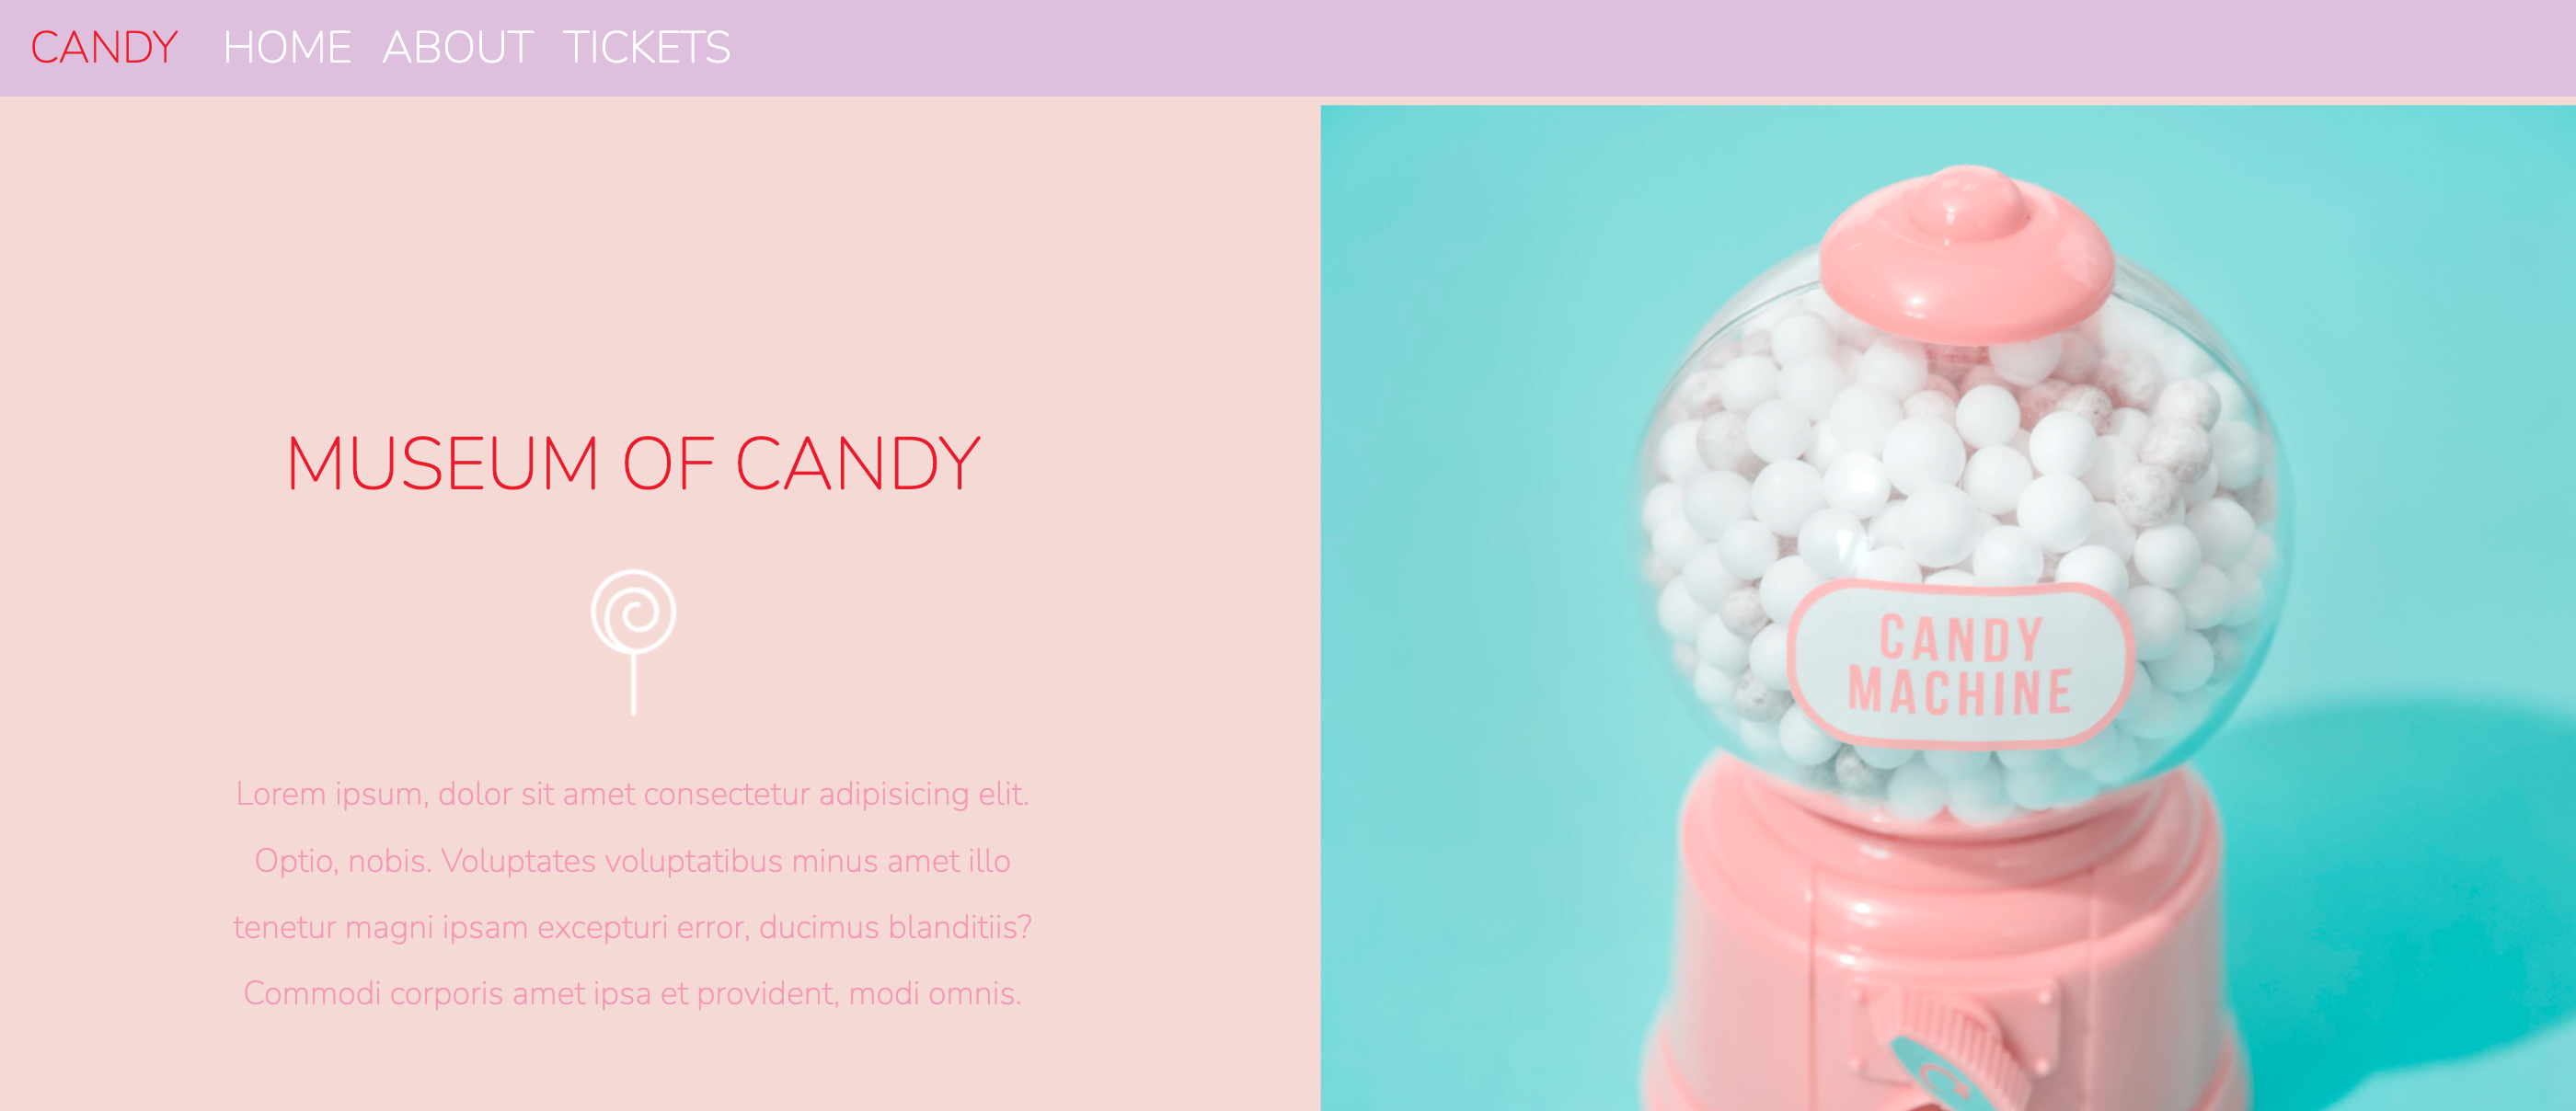 CANDY HOME ABOUT TICKETS
MUSEUM OF CANDY
Lorem ipsum, dolor sit amet consectetur adipisicing elit.
Optio, nobis. Voluptates voluptatibus minus amet illo
tenetur magni ipsam excepturi error, ducimus blanditiis?
Commodi corporis amet ipsa et provident, modi omnis.
CANDY
MACHINE